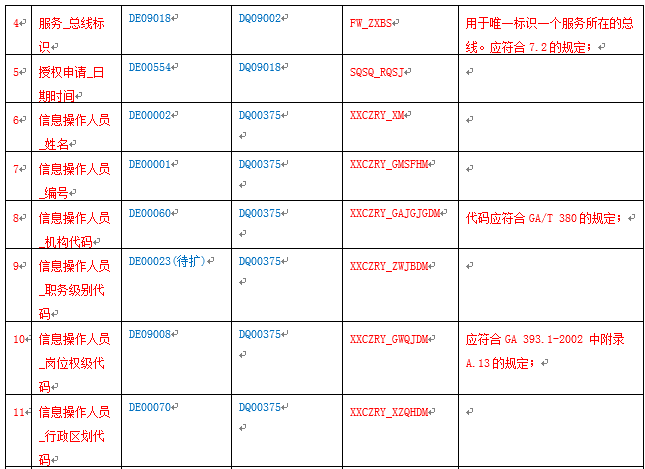 4 服务_总线标识 DE09018 DQ09002 FW_ZXBS 用于唯一标识一个服务所在的总线。应符合 7.2 的规定；
5 授权申请_日期时间 DE00554 DQ09018 SQSQ_RQSJ
6 信息操作人员_姓名 DE00002 DQ00375 XXCZRY_XM
7 信息操作人员_编号 DE00001 DQ00375 XXCZRY_GMSFHM
8 信息操作人员_机构代码 DE00060 DQ00375 XXCZRY_GAJGJGDM 代码应符合 GA/T 380 的规定；
9 信息操作人员_职务级别代码 DE00023(待扩) DQ00375 XXCZRY_ZWJBDM
10 信息操作人员_岗位权级代码 DE09008 DQ00375 XXCZRY_GWQJDM 应符合 GA 393.1-2002 中附录 A.13 的规定；
11 信息操作人员_行政区划代码 DE00070 DQ00375 XXCZRY_XZQHDM